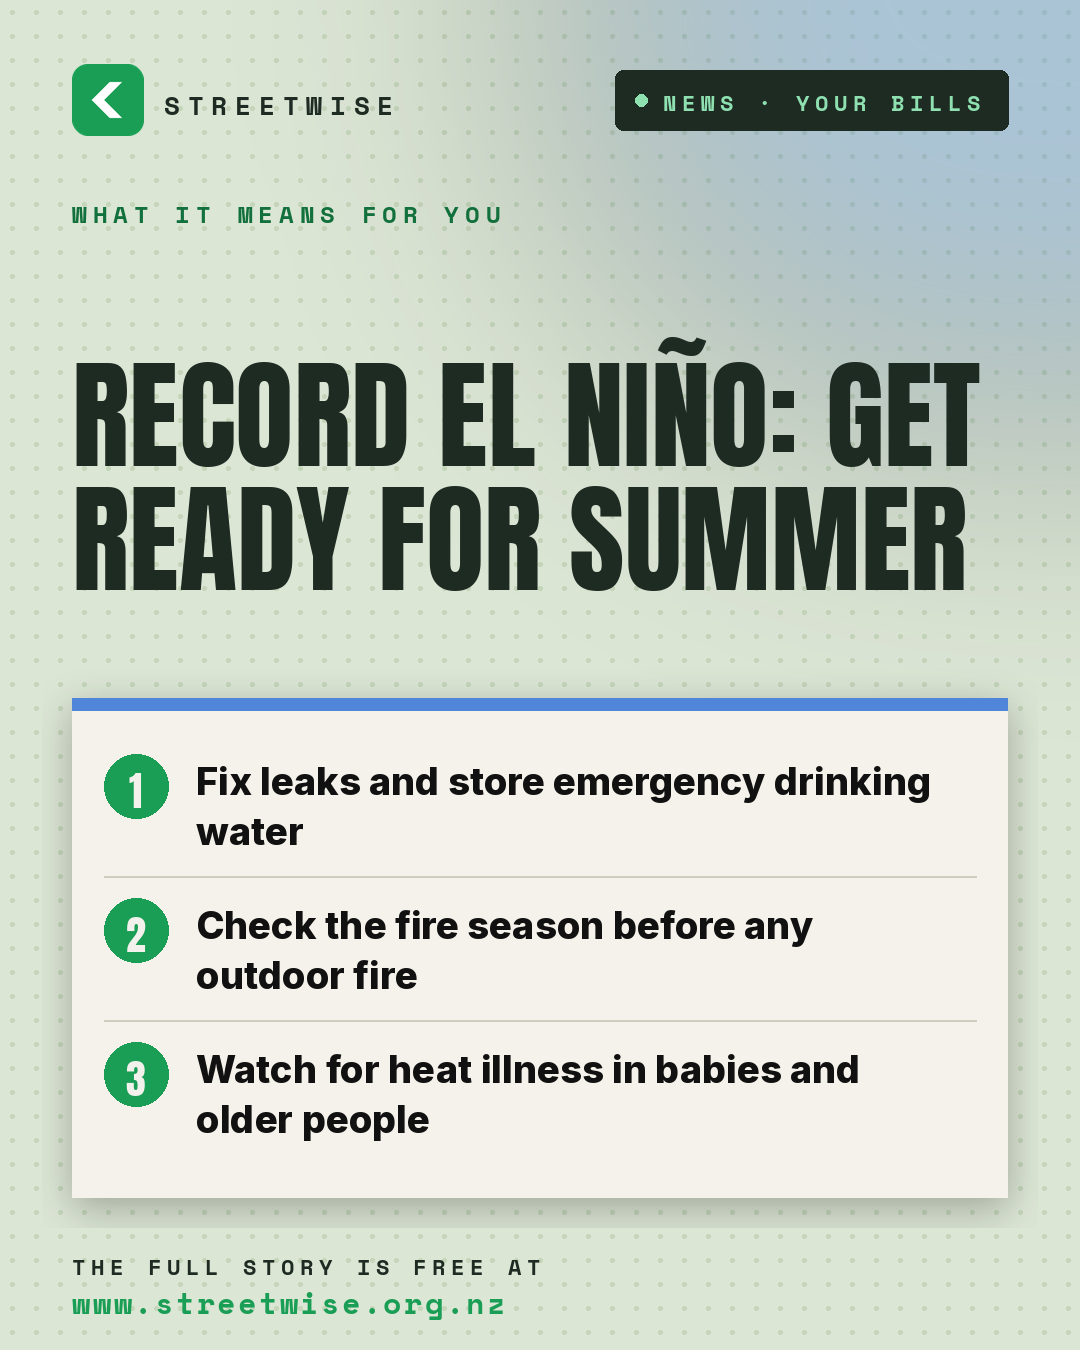 STREETWISE
NEWS · YOUR BILLS
WHAT IT MEANS FOR YOU
RECORD EL NIÑO: GET
READY FOR SUMMER
1 Fix leaks and store emergency drinking
water
2 Check the fire season before any
outdoor fire
3 Watch for heat illness in babies and
older people
THE FULL STORY IS FREE AT
www.streetwise.org.nz